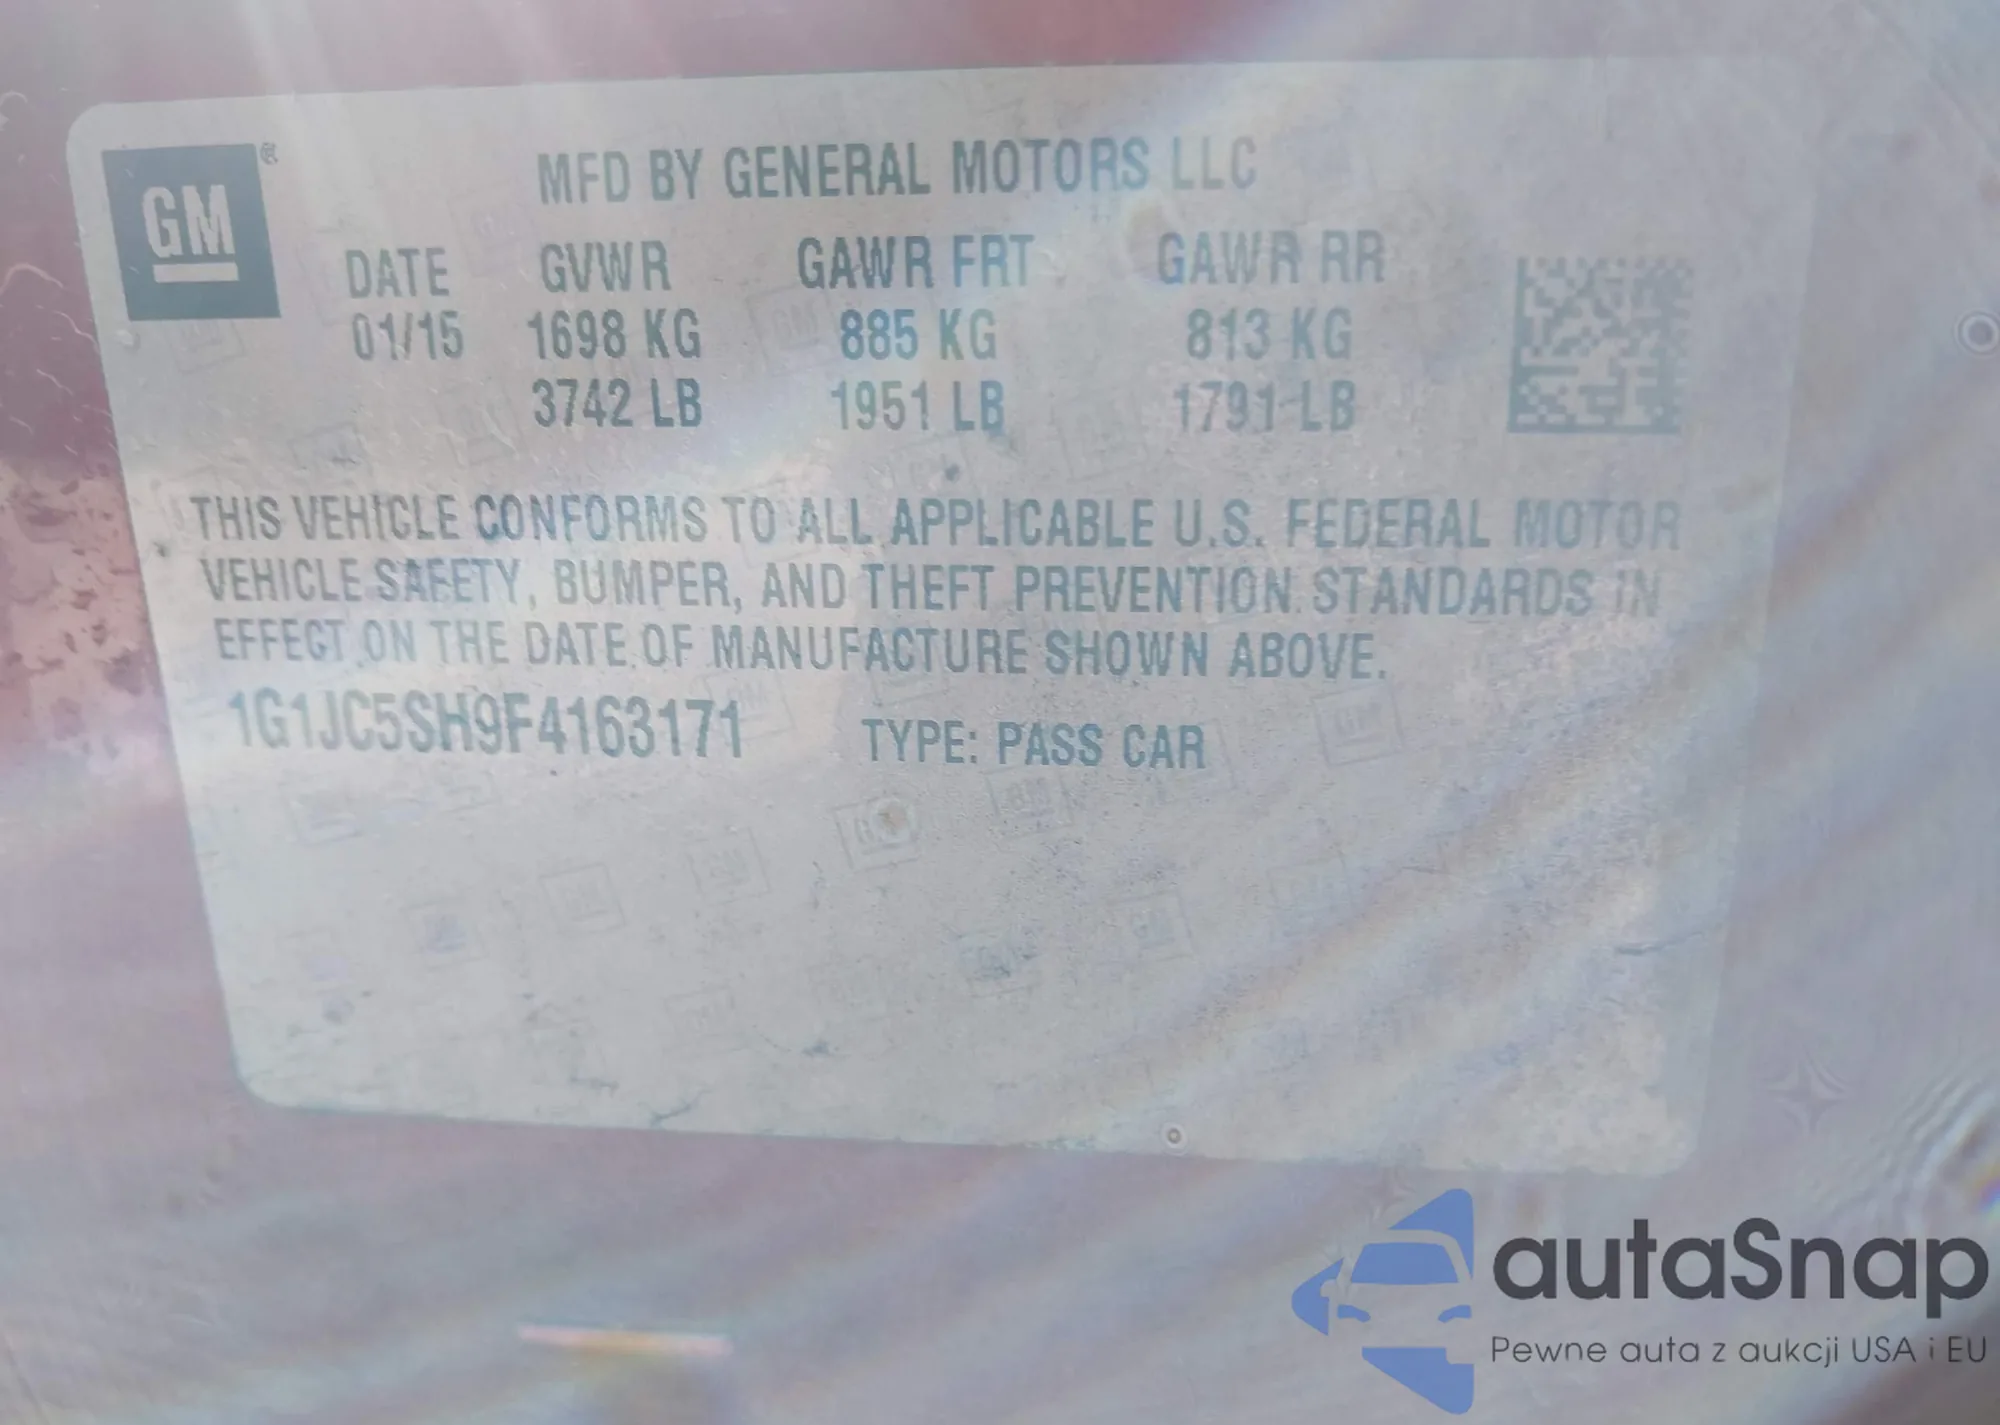 GM®
MFD BY GENERAL MOTORS LLC
DATE GVWR GAWR FRT GAWR RR
01/15 1698 KG 885 KG 813 KG
3742 LB 1951 LB 1791 LB
THIS VEHICLE CONFORMS TO ALL APPLICABLE U.S. FEDERAL MOTOR
VEHICLE SAFETY, BUMPER, AND THEFT PREVENTION STANDARDS IN
EFFECT ON THE DATE OF MANUFACTURE SHOWN ABOVE.
1G1JC5SH9F4163171 TYPE: PASS CAR
autaSnap
Pewne auta z aukcji USA i EU